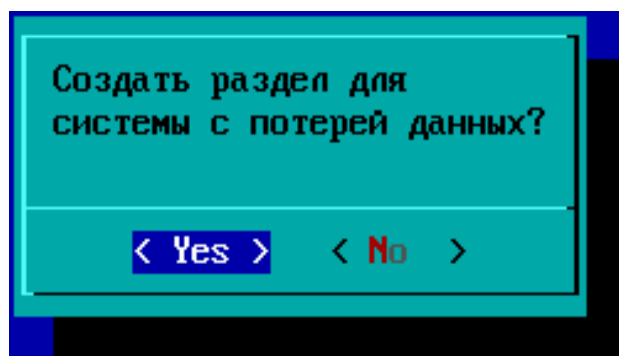 Создать раздел для
системы с потерей данных?
< Yes > < No >